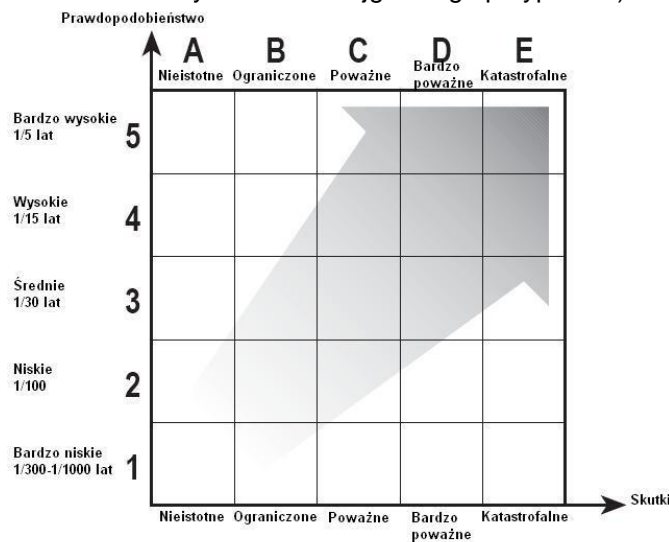 Prawdopodobieństwo
A B C D E
Nieistotne Ograniczone Poważne Bardzo poważne Katastrofalne
Bardzo wysokie
1/5 lat
5
Wysokie
1/15 lat
4
Średnie
1/30 lat
3
Niskie
1/100
2
Bardzo niskie
1/300-1/1000 lat
1
Skutki
Nieistotne Ograniczone Poważne Bardzo poważne Katastrofalne